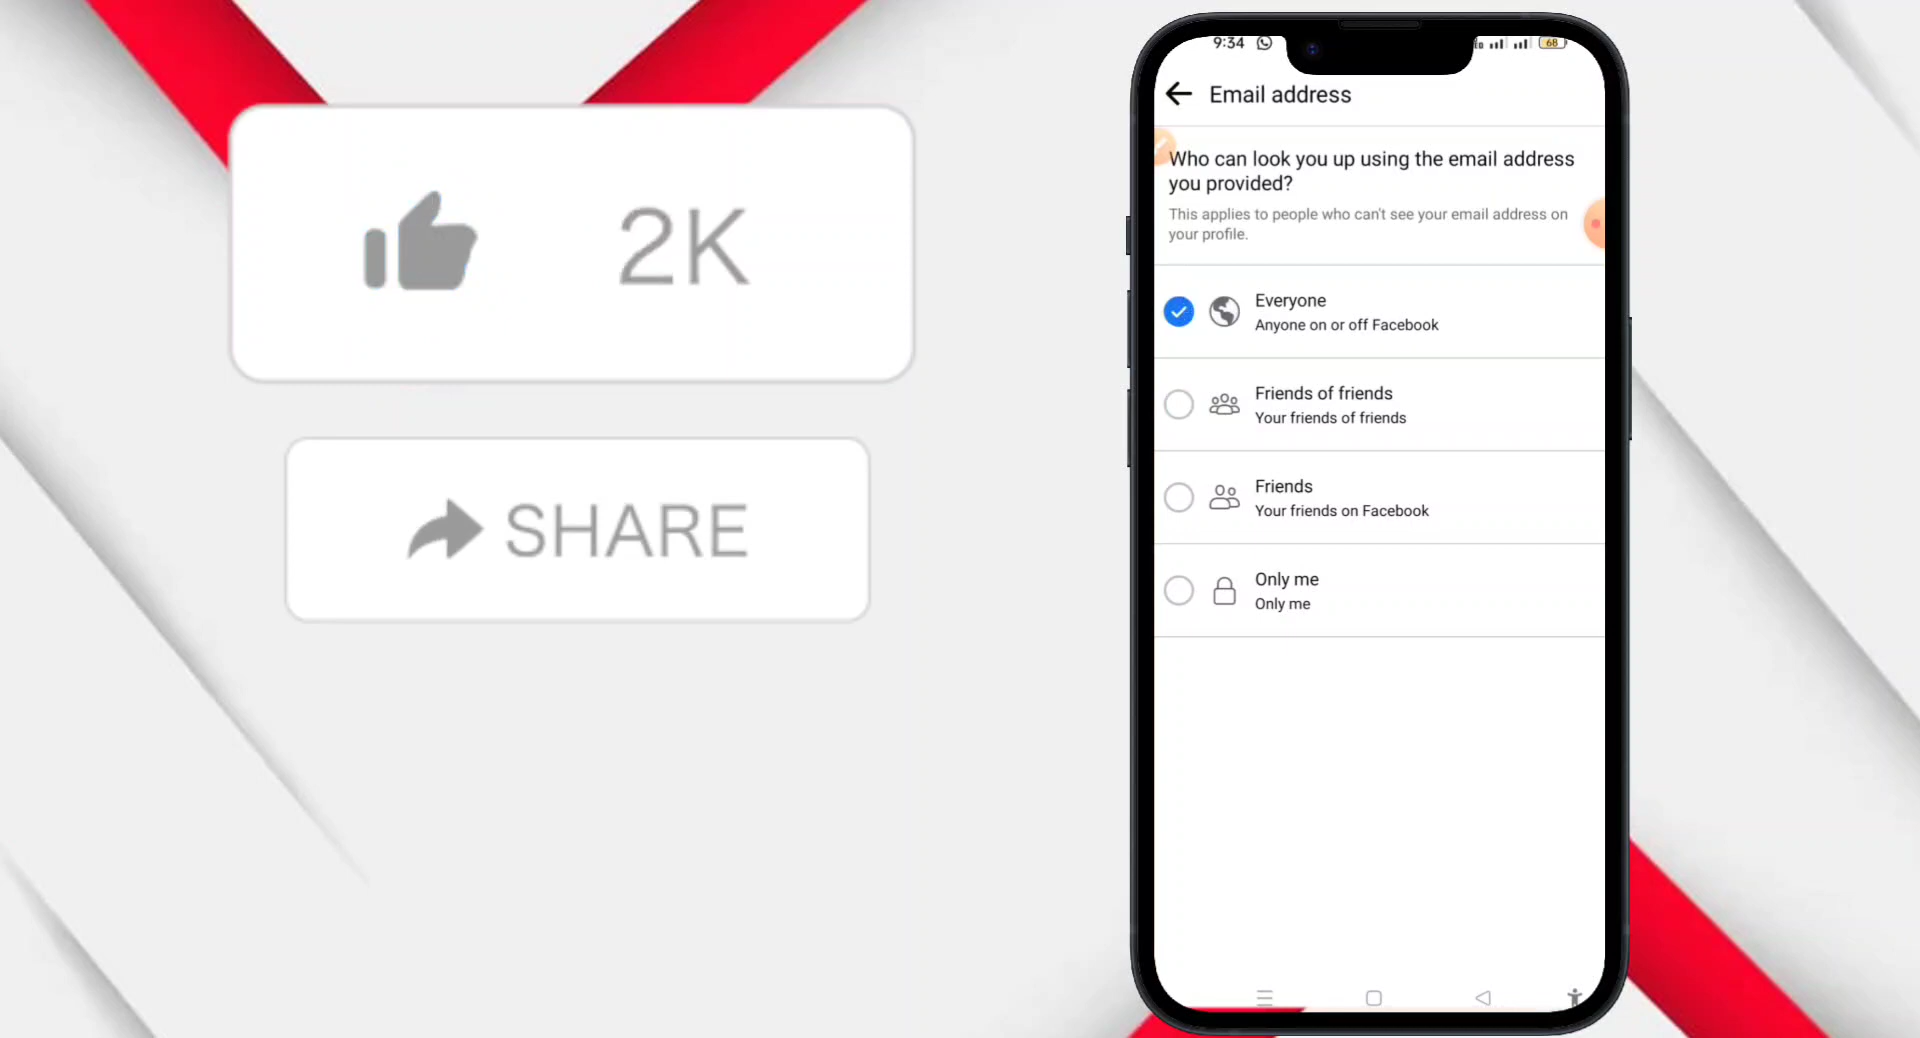 2K
SHARE
9:34
68
Email address
Who can look you up using the email address
you provided?
This applies to people who can't see your email address on
your profile.
Everyone
Anyone on or off Facebook
Friends of friends
Your friends of friends
Friends
Your friends on Facebook
Only me
Only me